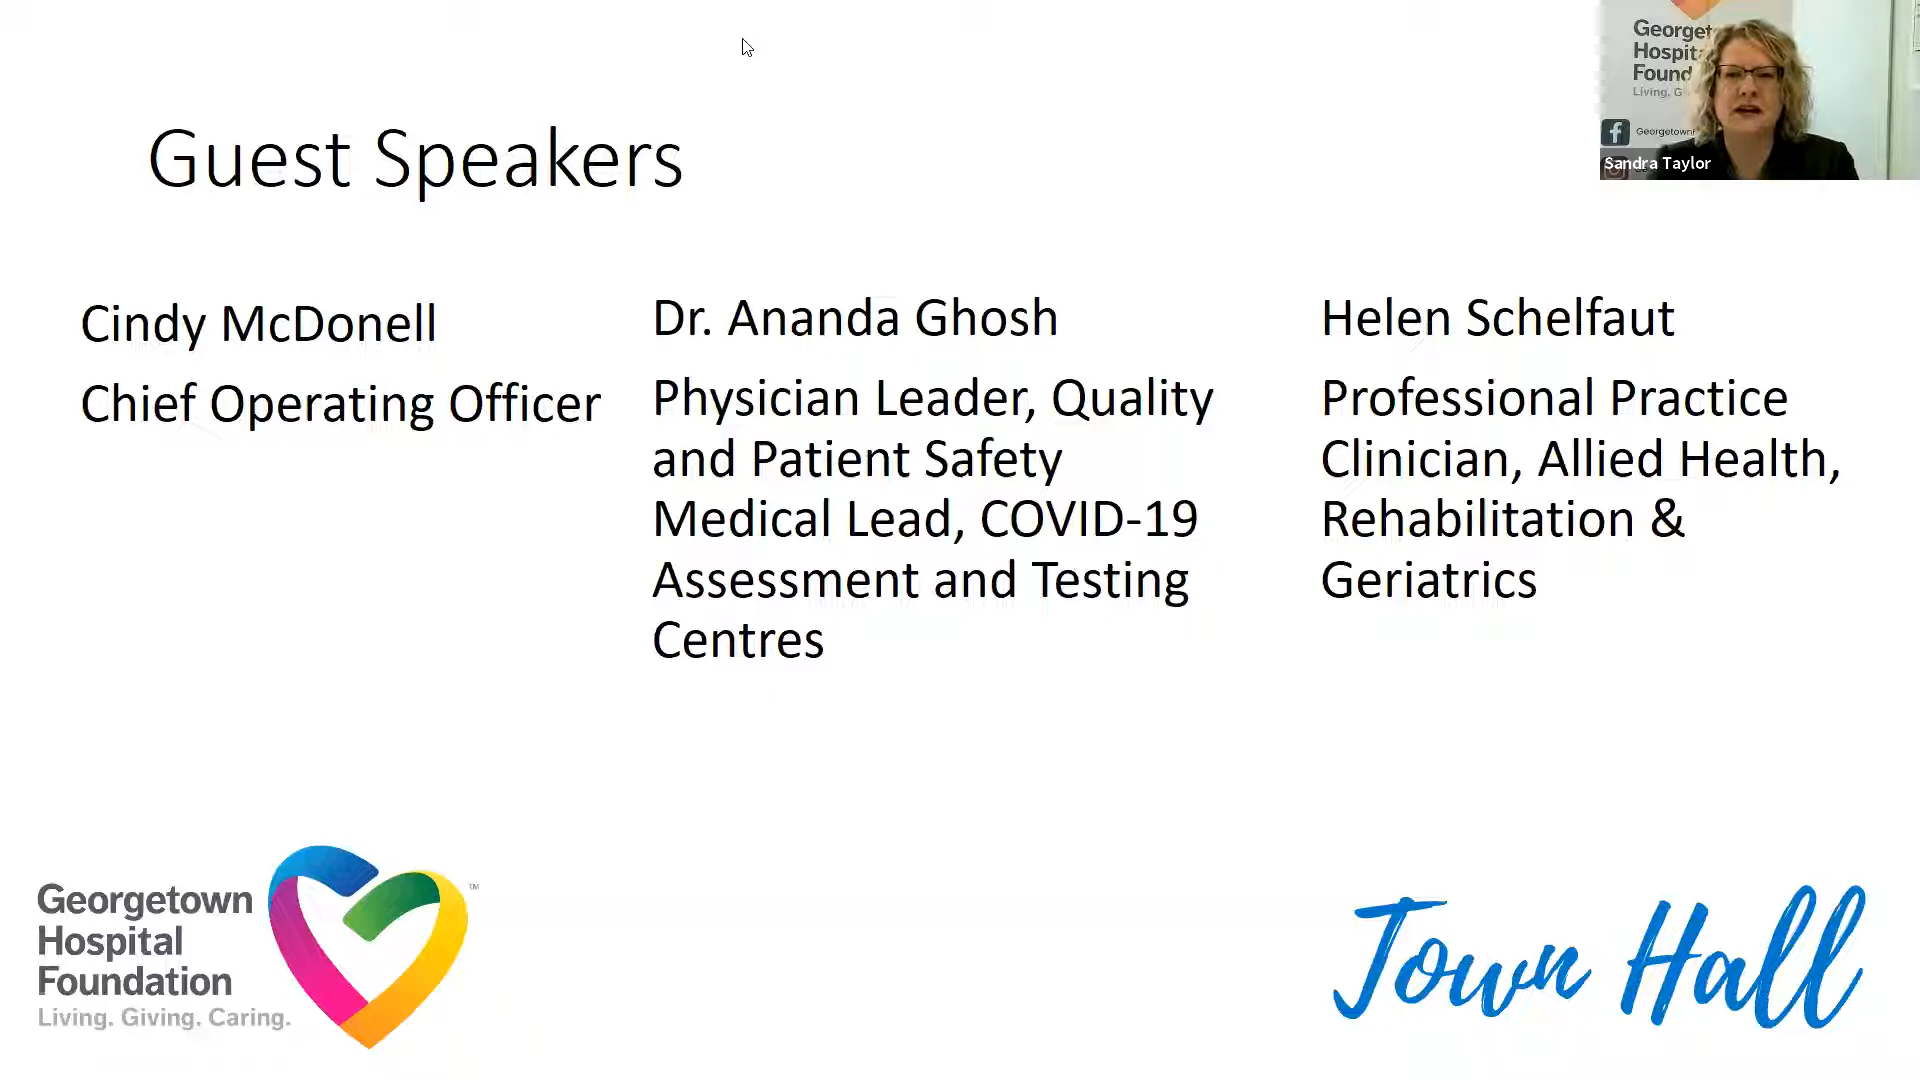 Guest Speakers
Cindy McDonell
Chief Operating Officer
Dr. Ananda Ghosh
Physician Leader, Quality
and Patient Safety
Medical Lead, COVID-19
Assessment and Testing
Centres
Helen Schelfaut
Professional Practice
Clinician, Allied Health,
Rehabilitation &
Geriatrics
Georgetown
Hospital
Foundation
Living. Giving. Caring.
TM
Town Hall
Living. G
Sandra Taylor